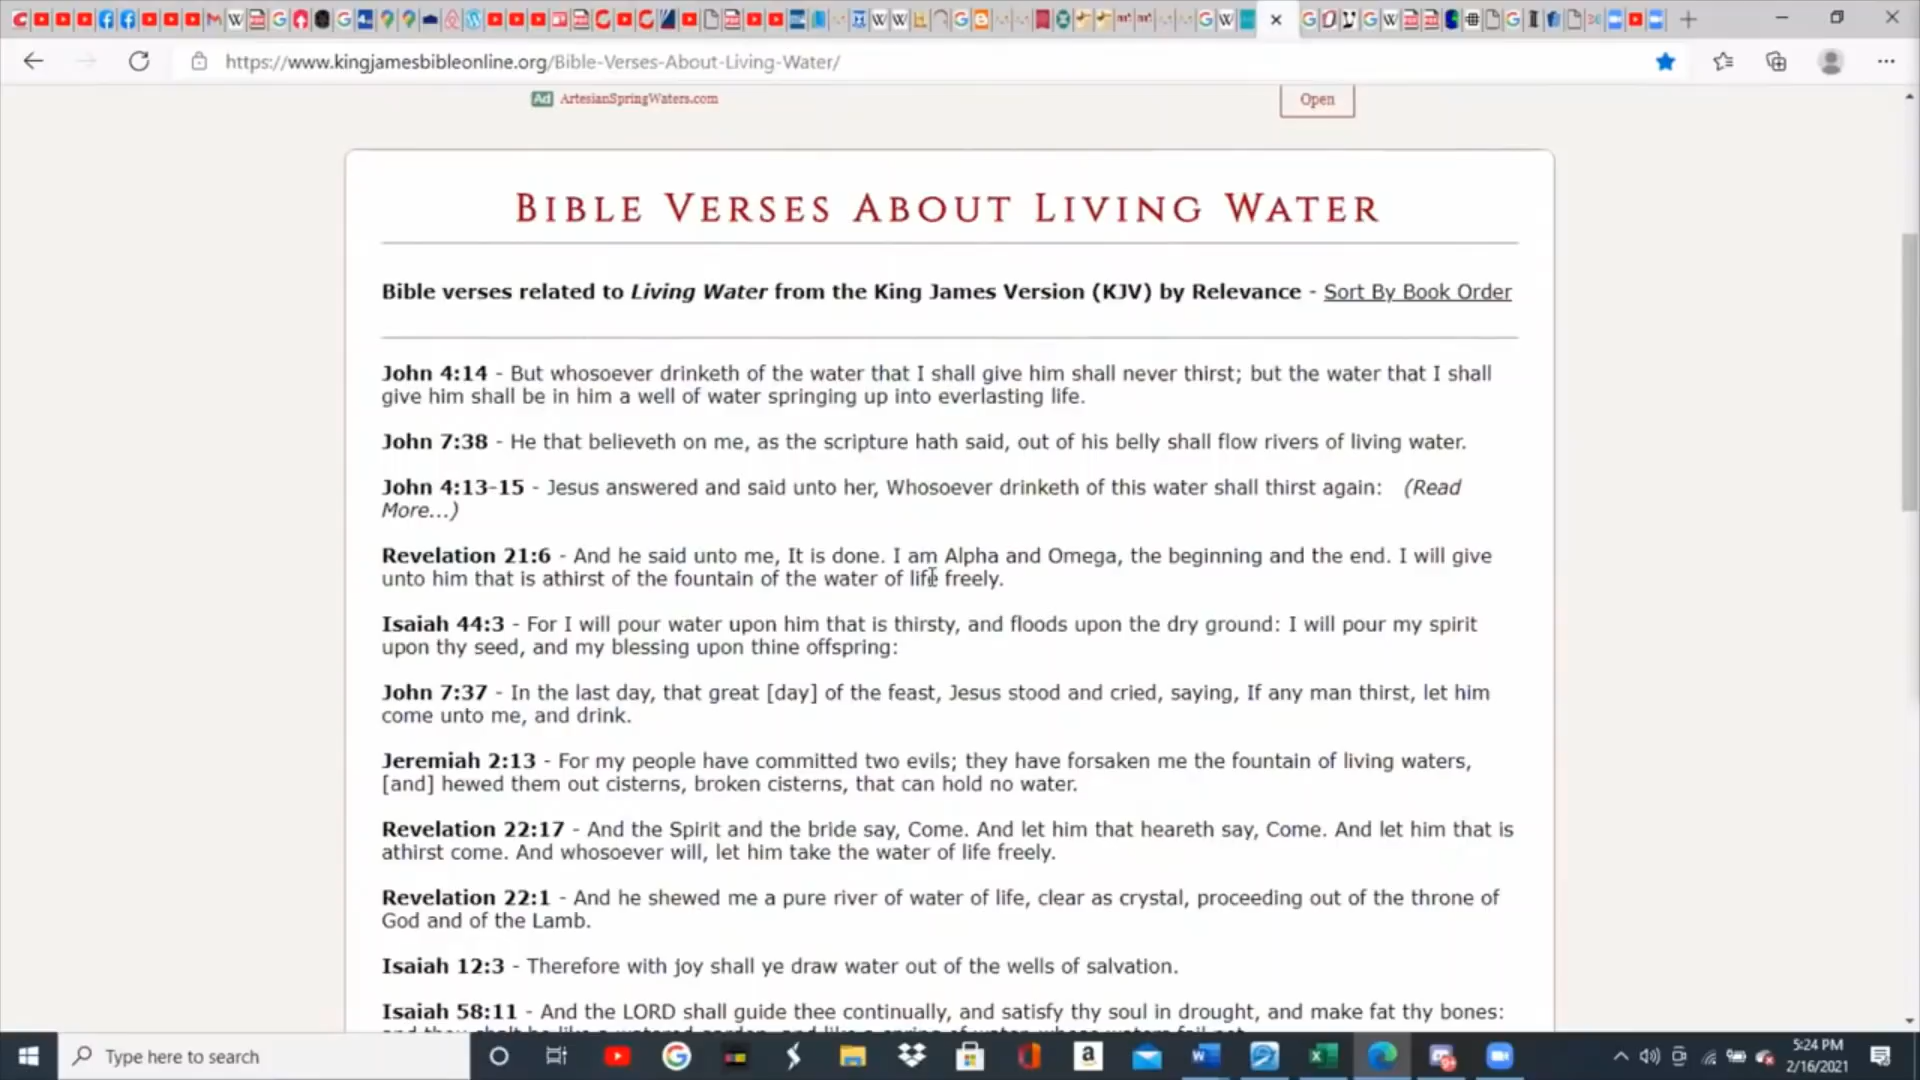 https://www.kingjamesbibleonline.org/Bible-Verses-About-Living-Water/
Ad ArtesianSpringWaters.com
Open
BIBLE VERSES ABOUT LIVING WATER
Bible verses related to Living Water from the King James Version (KJV) by Relevance - Sort By Book Order
John 4:14 - But whosoever drinketh of the water that I shall give him shall never thirst; but the water that I shall
give him shall be in him a well of water springing up into everlasting life.
John 7:38 - He that believeth on me, as the scripture hath said, out of his belly shall flow rivers of living water.
John 4:13-15 - Jesus answered and said unto her, Whosoever drinketh of this water shall thirst again: (Read
More...)
Revelation 21:6 - And he said unto me, It is done. I am Alpha and Omega, the beginning and the end. I will give
unto him that is athirst of the fountain of the water of life freely.
Isaiah 44:3 - For I will pour water upon him that is thirsty, and floods upon the dry ground: I will pour my spirit
upon thy seed, and my blessing upon thine offspring:
John 7:37 - In the last day, that great [day] of the feast, Jesus stood and cried, saying, If any man thirst, let him
come unto me, and drink.
Jeremiah 2:13 - For my people have committed two evils; they have forsaken me the fountain of living waters,
[and] hewed them out cisterns, broken cisterns, that can hold no water.
Revelation 22:17 - And the Spirit and the bride say, Come. And let him that heareth say, Come. And let him that is
athirst come. And whosoever will, let him take the water of life freely.
Revelation 22:1 - And he shewed me a pure river of water of life, clear as crystal, proceeding out of the throne of
God and of the Lamb.
Isaiah 12:3 - Therefore with joy shall ye draw water out of the wells of salvation.
Isaiah 58:11 - And the LORD shall guide thee continually, and satisfy thy soul in drought, and make fat thy bones:
and thou shalt be like a watered garden, and like a spring of water, whose waters fail not.
Type here to search
5:24 PM
2/16/2021